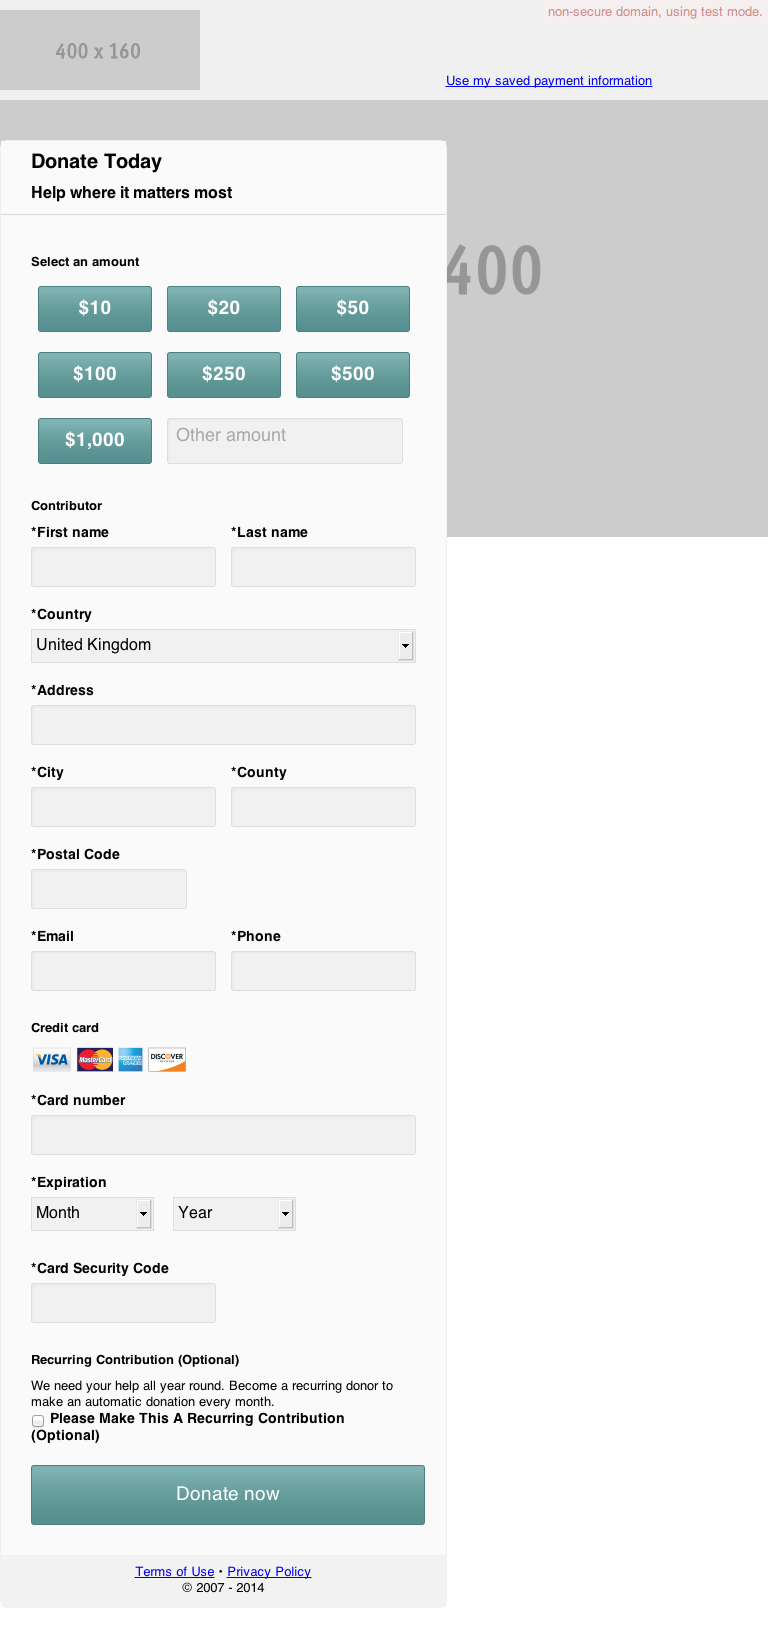 non-secure domain, using test mode.
400 x 160
Use my saved payment information
Donate Today
Help where it matters most
400
Select an amount
$10
$20
$50
$100
$250
$500
$1,000
Other amount
Contributor
*First name
*Last name
*Country
United Kingdom
*Address
*City
*County
*Postal Code
*Email
*Phone
Credit card
VISA
MasterCard
AMERICAN EXPRESS
DISCOVER
*Card number
*Expiration
Month
Year
*Card Security Code
Recurring Contribution (Optional)
We need your help all year round. Become a recurring donor to
make an automatic donation every month.
Please Make This A Recurring Contribution
(Optional)
Donate now
Terms of Use • Privacy Policy
© 2007 - 2014